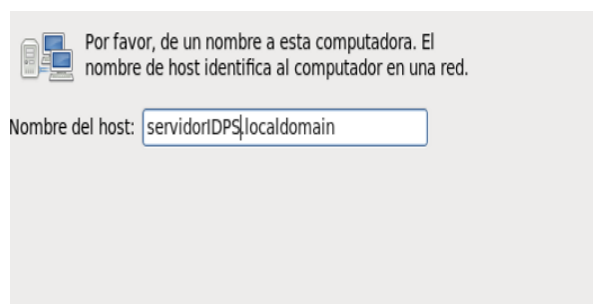 Por favor, de un nombre a esta computadora. El
nombre de host identifica al computador en una red.
Nombre del host: servidorIDPS.localdomain